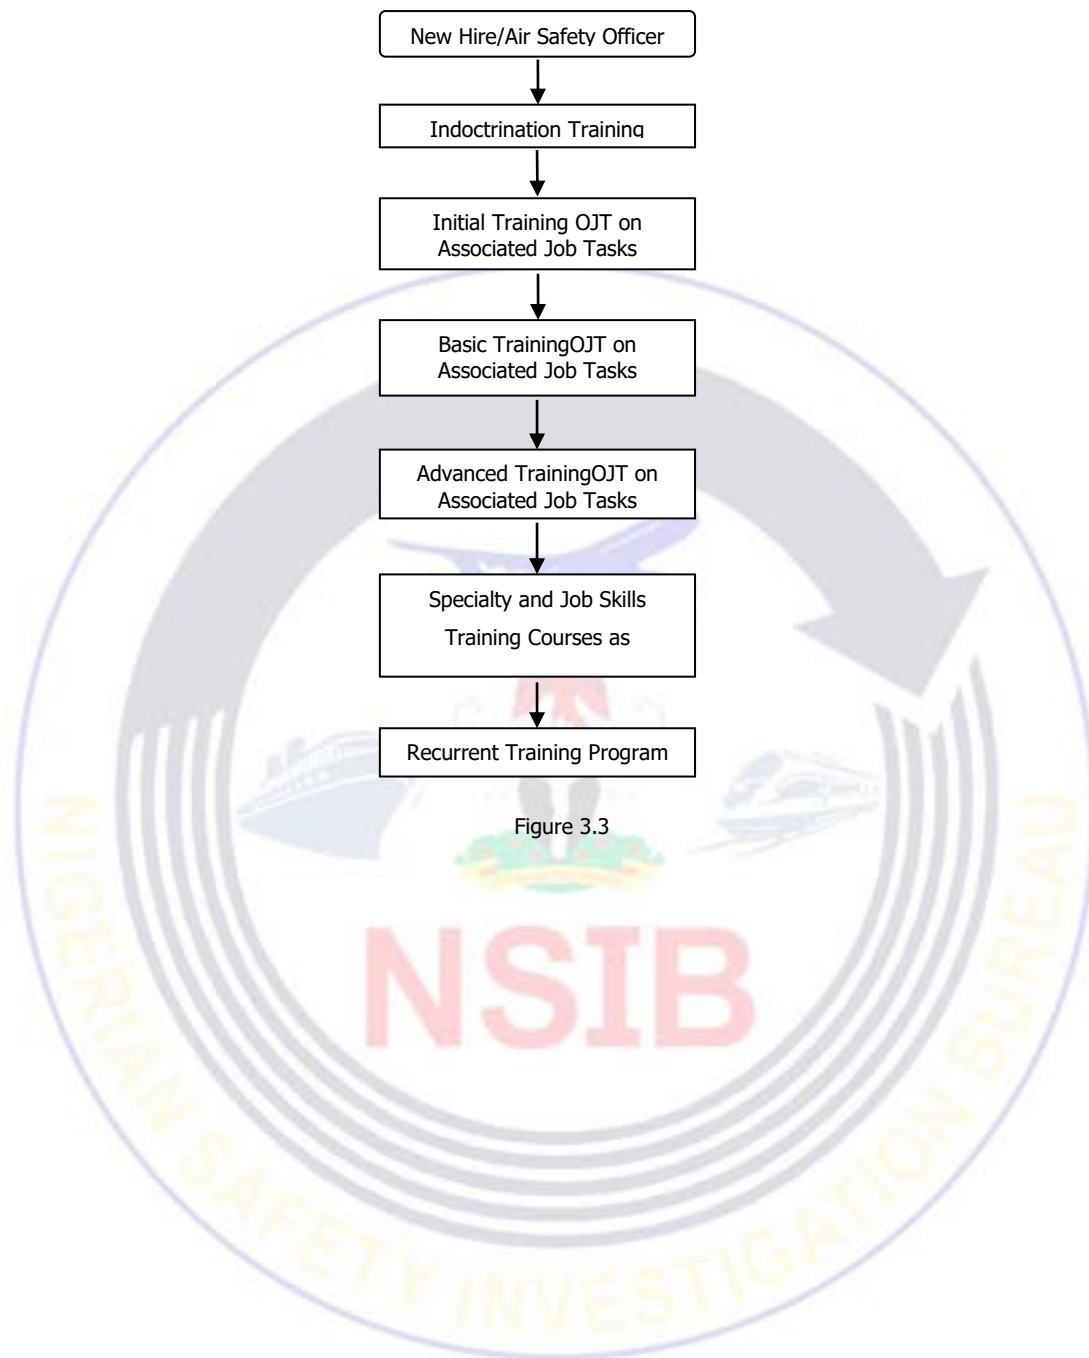 New Hire/Air Safety Officer
Indoctrination Training
Initial Training OJT on
Associated Job Tasks
Basic TrainingOJT on
Associated Job Tasks
Advanced TrainingOJT on
Associated Job Tasks
Specialty and Job Skills
Training Courses as
Recurrent Training Program
Figure 3.3
NSIB
NIGERIAN SAFETY INVESTIGATION BUREAU